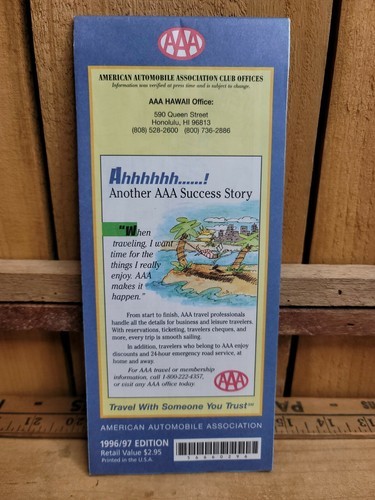 AAA
AMERICAN AUTOMOBILE ASSOCIATION CLUB OFFICES
Information was verified at press time and is subject to change.
AAA HAWAII Office:
590 Queen Street
Honolulu, HI 96813
(808) 528-2600 (800) 736-2886
Ahhhhhh......!
Another AAA Success Story
"When
traveling, I want
time for the
things I really
enjoy. AAA
makes it
happen."
From start to finish, AAA travel professionals
handle all the details for business and leisure travelers.
With reservations, ticketing, travelers cheques, and
more, every trip is smooth sailing.
In addition, travelers who belong to AAA enjoy
discounts and 24-hour emergency road service, at
home and away.
For AAA travel or membership
information, call 1-800-222-4357,
or visit any AAA office today.
AAA
Travel With Someone You Trust℠
AMERICAN AUTOMOBILE ASSOCIATION
1996/97 EDITION
Retail Value $2.95
Printed in the U.S.A.